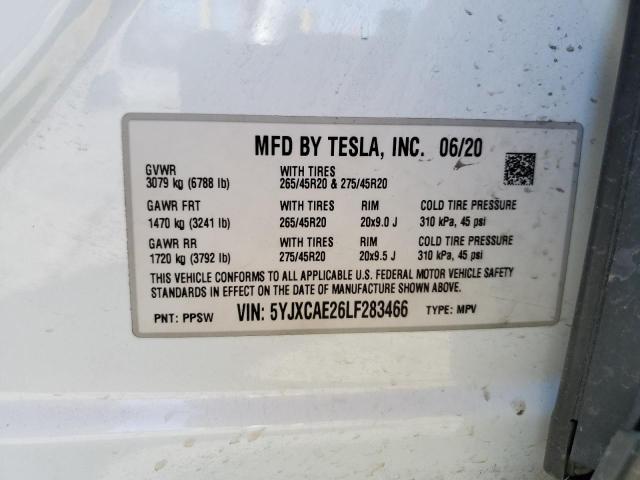 MFD BY TESLA, INC. 06/20
GVWR WITH TIRES
3079 kg (6788 lb) 265/45R20 & 275/45R20
GAWR FRT WITH TIRES RIM COLD TIRE PRESSURE
1470 kg (3241 lb) 265/45R20 20x9.0 J 310 kPa, 45 psi
GAWR RR WITH TIRES RIM COLD TIRE PRESSURE
1720 kg (3792 lb) 275/45R20 20x9.5 J 310 kPa, 45 psi
THIS VEHICLE CONFORMS TO ALL APPLICABLE U.S. FEDERAL MOTOR VEHICLE SAFETY
STANDARDS IN EFFECT ON THE DATE OF MANUFACTURE SHOWN ABOVE.
PNT: PPSW VIN: 5YJXCAE26LF283466 TYPE: MPV